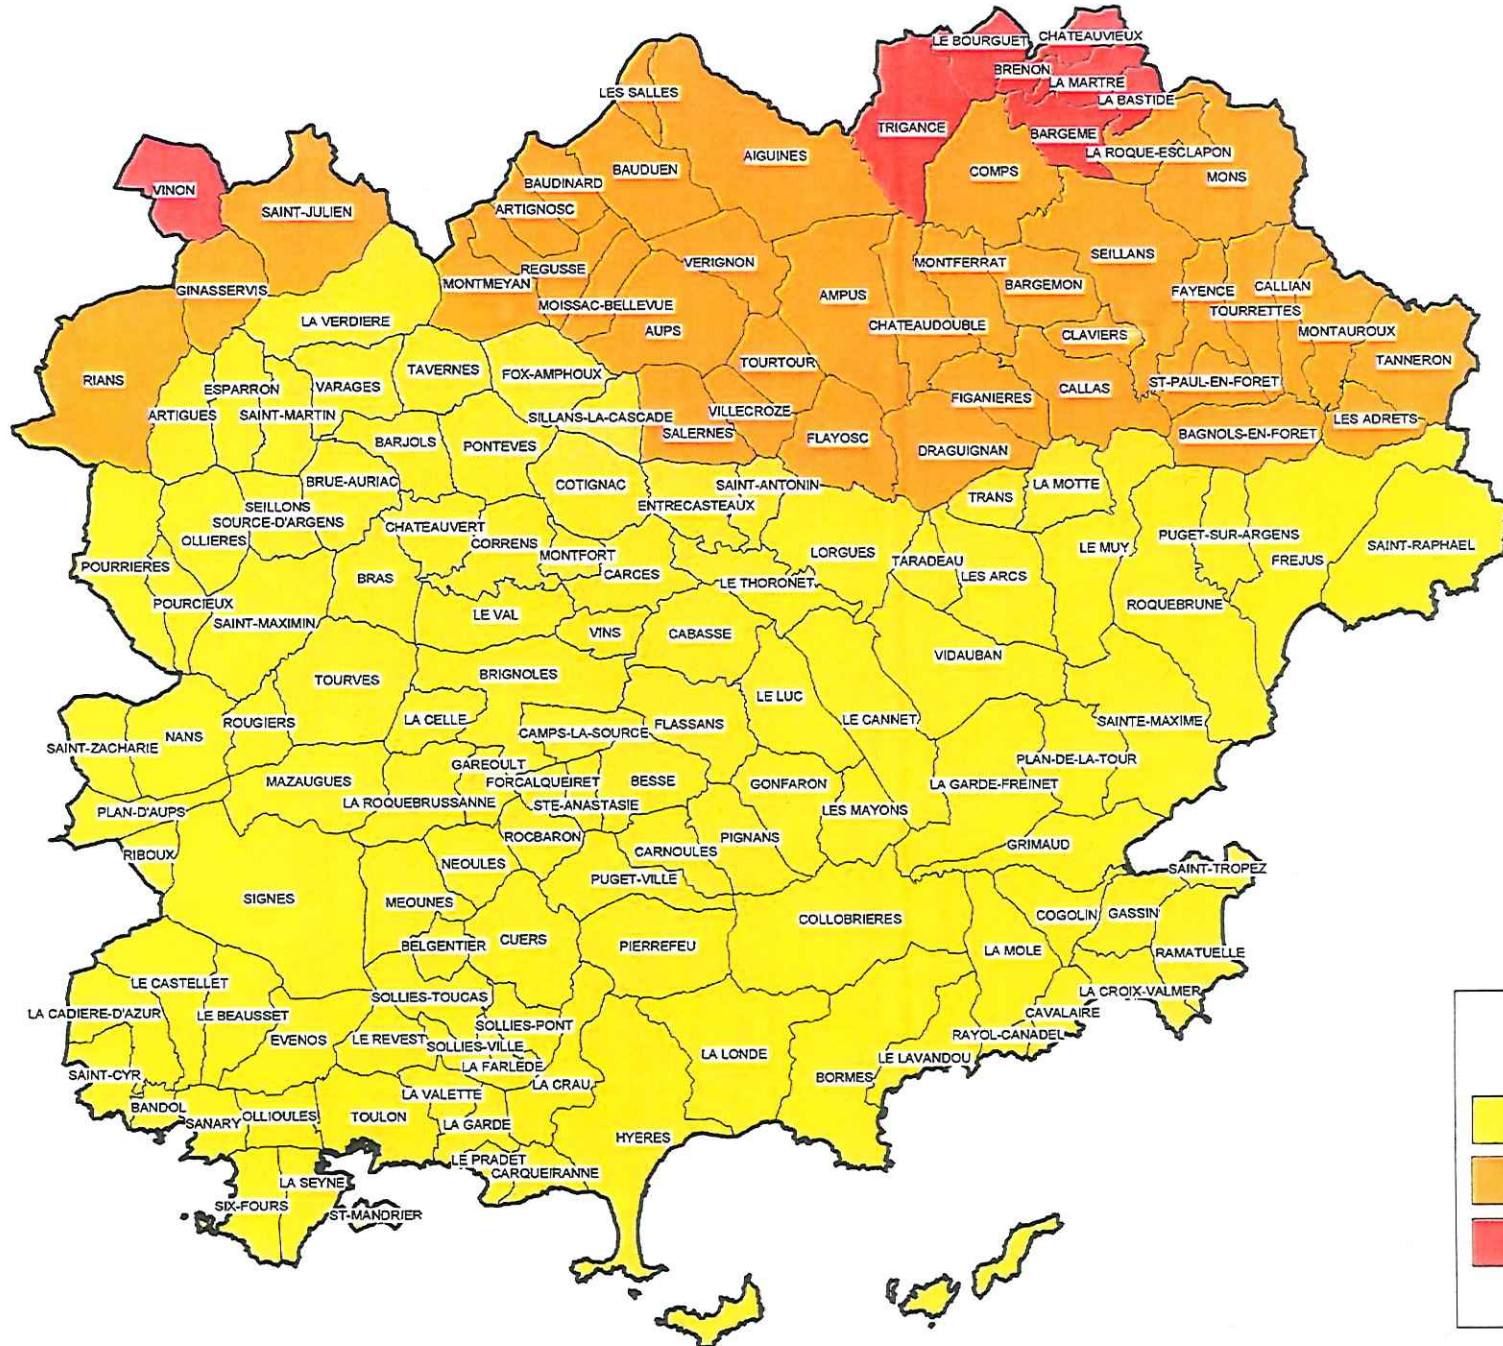 LE BOURGUET
CHATEAUVIEUX
BRENON
LA MARTRE
LES SALLES
LA BASTIDE
TRIGANCE
BARGEME
LA ROQUE-ESCLAPON
AIGUINES
BAUDUEN
COMPS
MONS
VINON
BAUDINARD
SAINT-JULIEN
ARTIGNOSC
SEILLANS
VERIGNON
MONTFERRAT
REGUSSE
MONTMEYAN
BARGEMON
CALLIAN
GINASSERVIS
FAYENCE
AMPUS
MOISSAC-BELLEVUE
TOURRETTES
LA VERDIERE
CHATEAUDOUBLE
AUPS
CLAVIERS
MONTAUROUX
TANNERON
TOURTOUR
TAVERNES
FOX-AMPHOUX
RIANS
ESPARRON
VARAGES
CALLAS
ST-PAUL-EN-FORET
FIGANIERES
ARTIGUES
SAINT-MARTIN
SILLANS-LA-CASCADE
VILLECROZE
LES ADRETS
SALERNES
FLAYOSC
BAGNOLS-EN-FORET
BARJOLS
PONTEVES
DRAGUIGNAN
BRUE-AURIAC
COTIGNAC
SAINT-ANTONIN
LA MOTTE
TRANS
SEILLONS
SOURCE-D'ARGENS
ENTRECASTEAUX
CHATEAUVERT
OLLIERES
CORRENS
MONTFORT
LORGUES
LE MUY
PUGET-SUR-ARGENS
SAINT-RAPHAEL
POURRIERES
CARCES
TARADEAU
FREJUS
BRAS
LES ARCS
LE THORONET
POURCIEUX
ROQUEBRUNE
SAINT-MAXIMIN
LE VAL
VINS
CABASSE
VIDAUBAN
BRIGNOLES
TOURVES
LE LUC
LA CELLE
LE CANNET
SAINTE-MAXIME
ROUGIERS
FLASSANS
CAMPS-LA-SOURCE
NANS
SAINT-ZACHARIE
PLAN-DE-LA-TOUR
GAREOULT
MAZAUGUES
FORCALQUEIRET
BESSE
GONFARON
LA GARDE-FREINET
LA ROQUEBRUSSANNE
STE-ANASTASIE
LES MAYONS
PLAN-D'AUPS
ROCBARON
PIGNANS
GRIMAUD
RIBOUX
CARNOULES
NEOULES
SAINT-TROPEZ
PUGET-VILLE
SIGNES
MEOUNES
COLLOBRIERES
COGOLIN
GASSIN
CUERS
BELGENTIER
PIERREFEU
LA MOLE
RAMATUELLE
LE CASTELLET
SOLLIES-TOUCAS
LA CROIX-VALMER
LA CADIERE-D'AZUR
LE BEAUSSET
CAVALAIRE
SOLLIES-PONT
EVENOS
LE REVEST
RAYOL-CANADEL
SOLLIES-VILLE
LA LONDE
LE LAVANDOU
LA FARLEDE
SAINT-CYR
BORMES
LA CRAU
LA VALETTE
BANDOL
SANARY
OLLIOULES
TOULON
LA GARDE
HYERES
LE PRADET
CARQUEIRANNE
LA SEYNE
SIX-FOURS
ST-MANDRIER